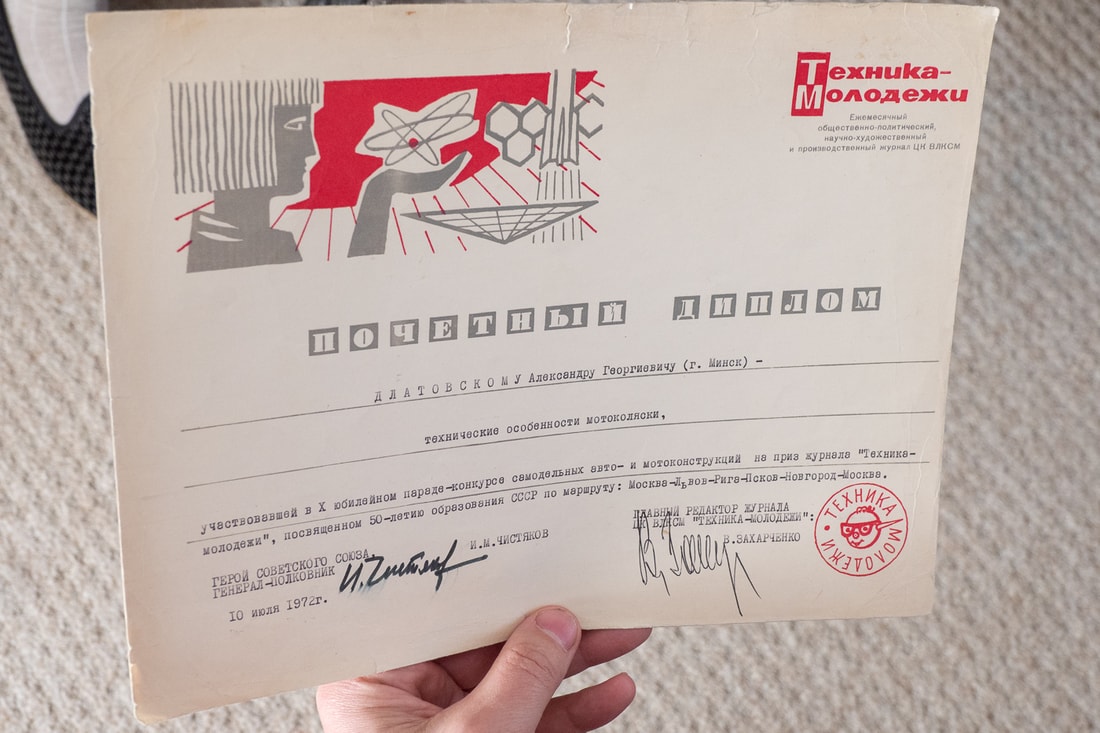 Техника-
Молодежи
Ежемесячный
общественно-политический,
научно-художественный
и производственный журнал ЦК ВЛКСМ
ПОЧЕТНЫЙ ДИПЛОМ
ДЛАТОВСКОМУ Александру Георгиевичу (г. Минск) –
технические особенности мотоколяски,
участвовавшей в X юбилейном параде-конкурсе самодельных авто- и мотоконструкций на приз журнала "Техника-
молодежи", посвященном 50-летию образования СССР по маршруту: Москва-Львов-Рига-Псков-Новгород-Москва.
ГЕРОЙ СОВЕТСКОГО СОЮЗА,
ГЕНЕРАЛ-ПОЛКОВНИК И.М.ЧИСТЯКОВ
10 июля 1972г.
ГЛАВНЫЙ РЕДАКТОР ЖУРНАЛА
ЦК ВЛКСМ "ТЕХНИКА-МОЛОДЕЖИ":
В.ЗАХАРЧЕНКО
ТЕХНИКА МОЛОДЕЖИ